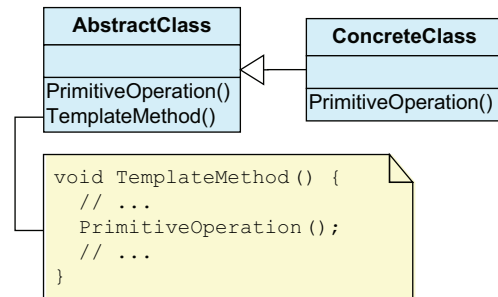 AbstractClass
PrimitiveOperation()
TemplateMethod()
ConcreteClass
PrimitiveOperation()
void TemplateMethod() {
// ...
PrimitiveOperation();
// ...
}